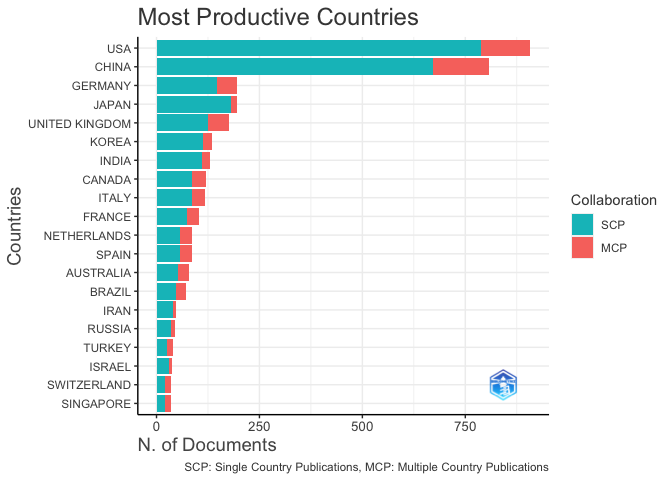 Most Productive Countries
USA
CHINA
GERMANY
JAPAN
UNITED KINGDOM
KOREA
INDIA
CANADA
ITALY
FRANCE
NETHERLANDS
SPAIN
AUSTRALIA
BRAZIL
IRAN
RUSSIA
TURKEY
ISRAEL
SWITZERLAND
SINGAPORE
Countries
0 250 500 750
N. of Documents
SCP: Single Country Publications, MCP: Multiple Country Publications
Collaboration
SCP
MCP